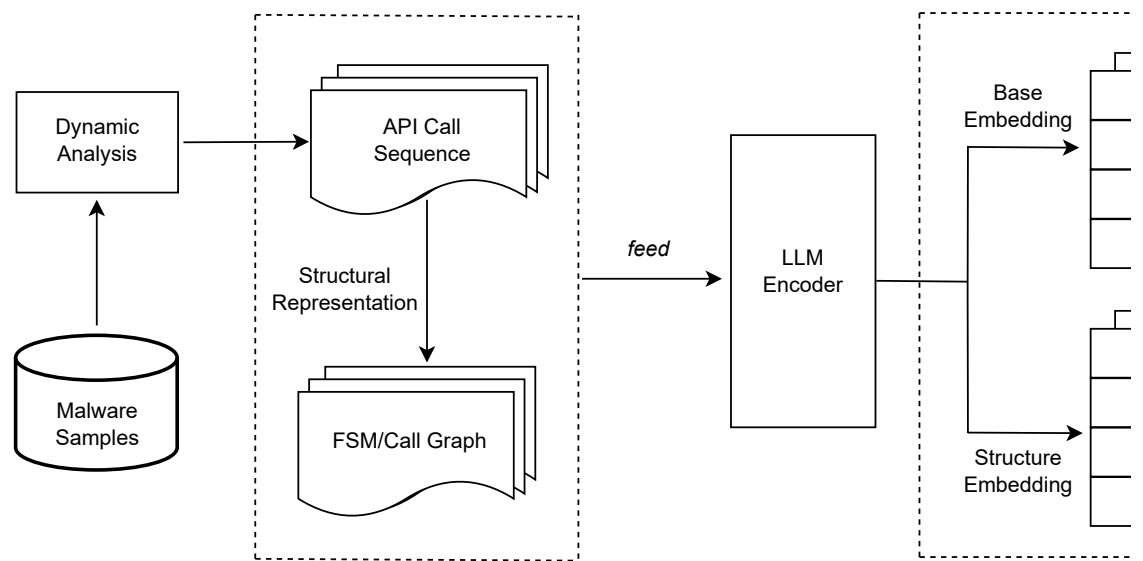 Dynamic
Analysis
Malware
Samples
API Call
Sequence
Structural
Representation
FSM/Call Graph
feed
LLM
Encoder
Base
Embedding
Structure
Embedding